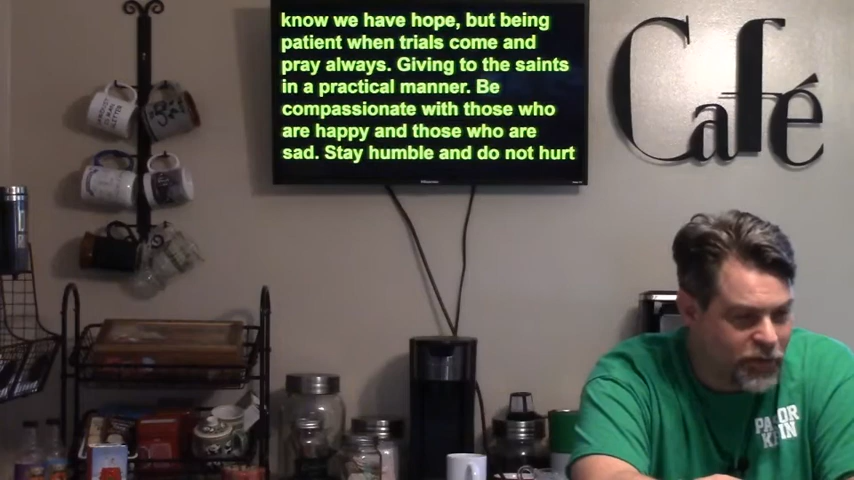 know we have hope, but being
patient when trials come and
pray always. Giving to the saints
in a practical manner. Be
compassionate with those who
are happy and those who are
sad. Stay humble and do not hurt
Café